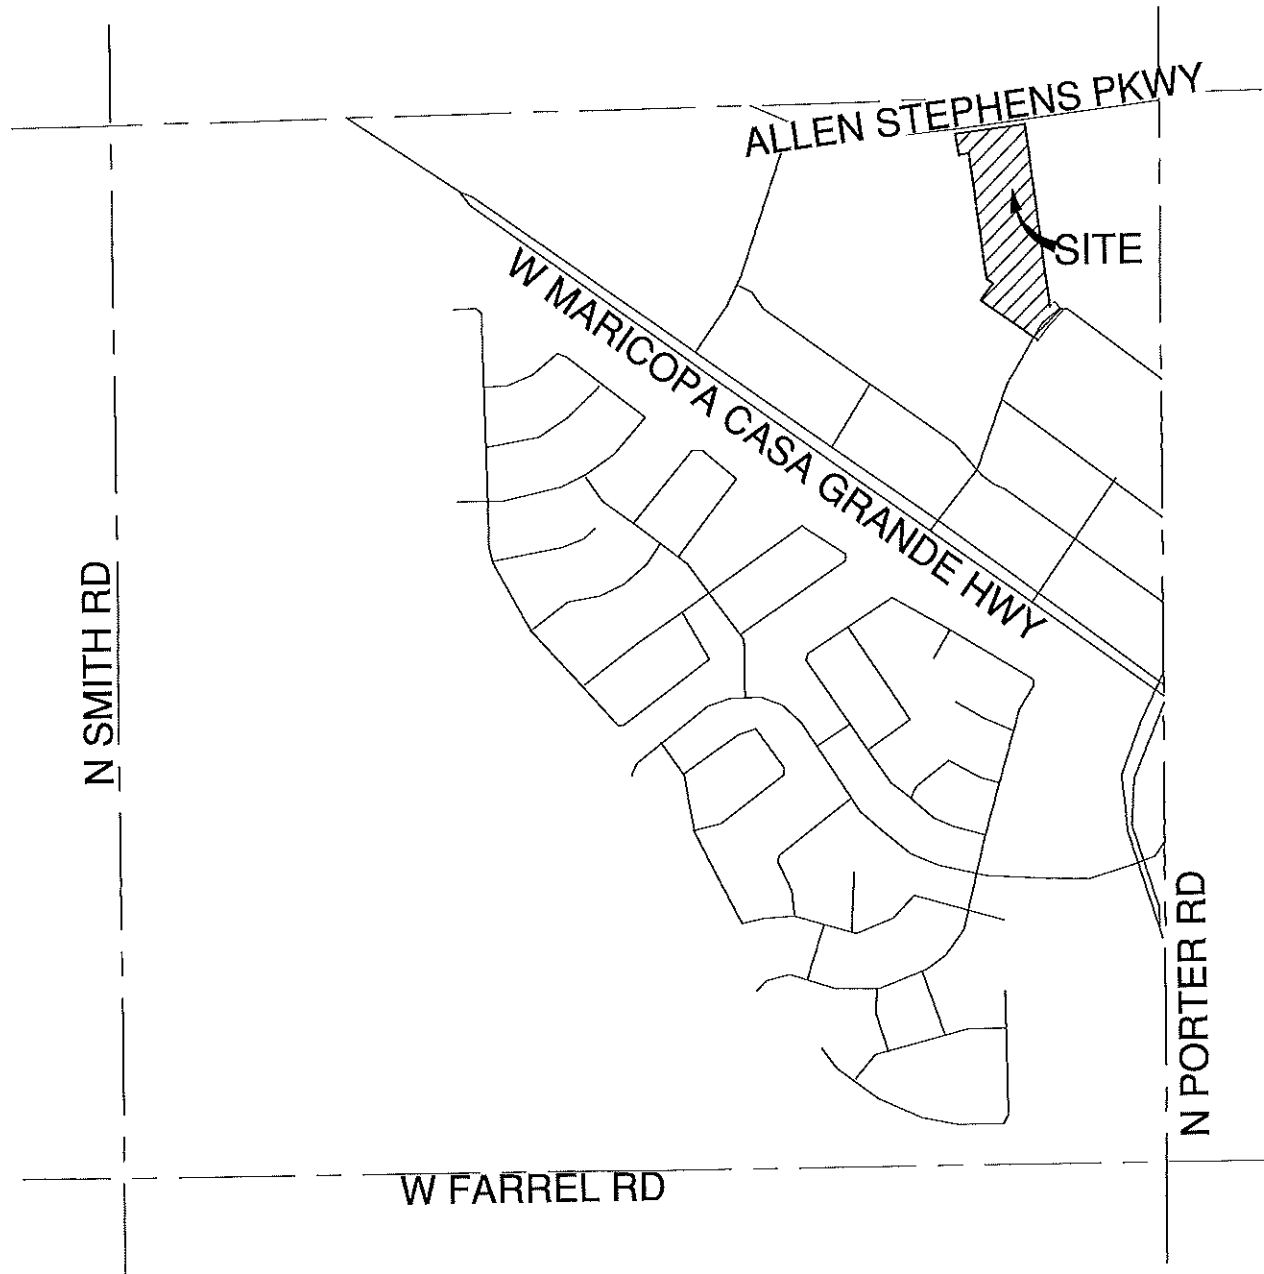 ALLEN STEPHENS PKWY
SITE
W MARICOPA CASA GRANDE HWY
N SMITH RD
N PORTER RD
W FARREL RD